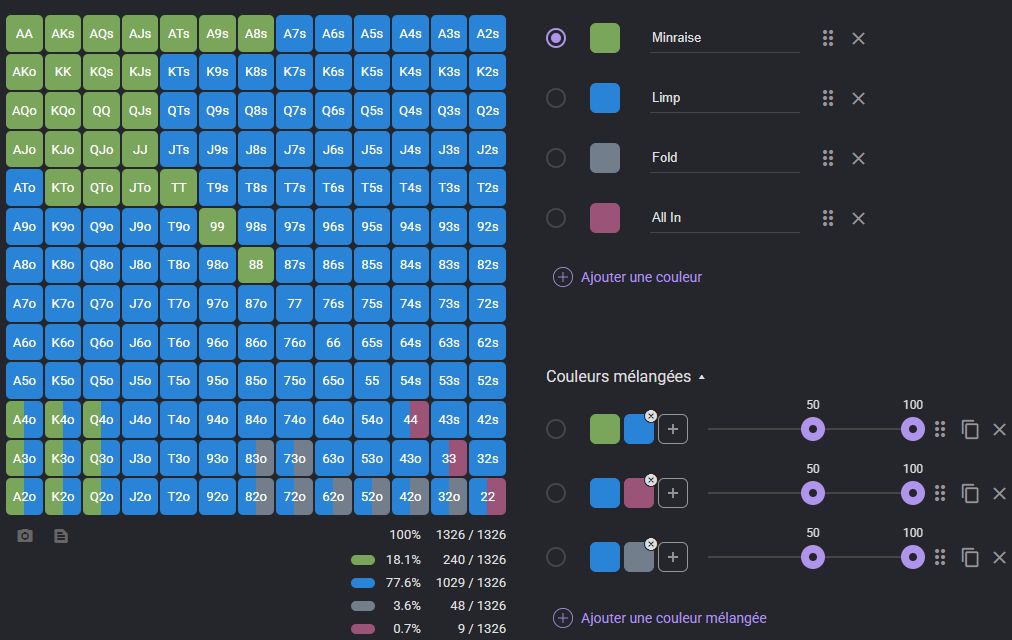 AA AKs AQs AJs ATs A9s A8s A7s A6s A5s A4s A3s A2s
AKo KK KQs KJs KTs K9s K8s K7s K6s K5s K4s K3s K2s
AQo KQo QQ QJs QTs Q9s Q8s Q7s Q6s Q5s Q4s Q3s Q2s
AJo KJo QJo JJ JTs J9s J8s J7s J6s J5s J4s J3s J2s
ATo KTo QTo JTo TT T9s T8s T7s T6s T5s T4s T3s T2s
A9o K9o Q9o J9o T9o 99 98s 97s 96s 95s 94s 93s 92s
A8o K8o Q8o J8o T8o 98o 88 87s 86s 85s 84s 83s 82s
A7o K7o Q7o J7o T7o 97o 87o 77 76s 75s 74s 73s 72s
A6o K6o Q6o J6o T6o 96o 86o 76o 66 65s 64s 63s 62s
A5o K5o Q5o J5o T5o 95o 85o 75o 65o 55 54s 53s 52s
A4o K4o Q4o J4o T4o 94o 84o 74o 64o 54o 44 43s 42s
A3o K3o Q3o J3o T3o 93o 83o 73o 63o 53o 43o 33 32s
A2o K2o Q2o J2o T2o 92o 82o 72o 62o 52o 42o 32o 22
100% 1326 / 1326
18.1% 240 / 1326
77.6% 1029 / 1326
3.6% 48 / 1326
0.7% 9 / 1326
Minraise
Limp
Fold
All In
Ajouter une couleur
Couleurs mélangées
50 100
50 100
50 100
Ajouter une couleur mélangée